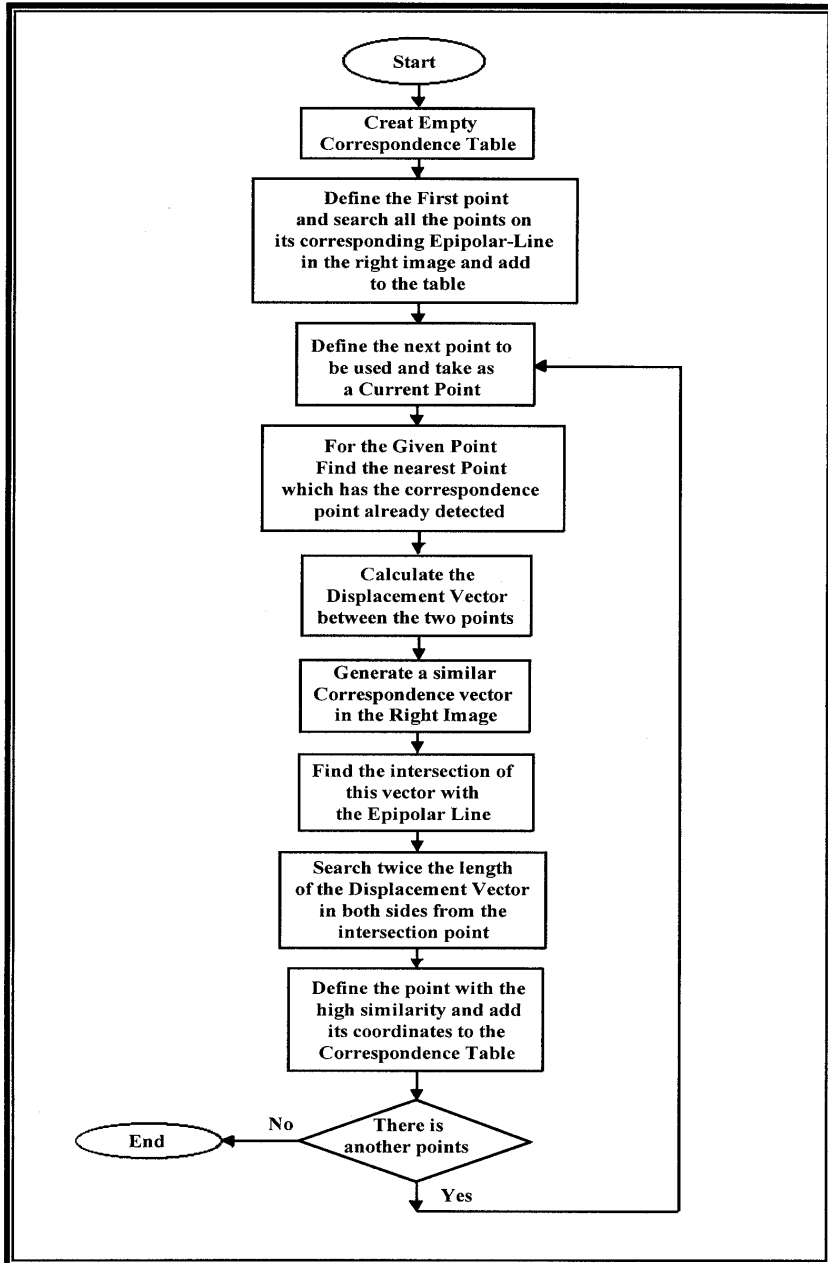 Start
Creat Empty
Correspondence Table
Define the First point
and search all the points on
its corresponding Epipolar-Line
in the right image and add
to the table
Define the next point to
be used and take as
a Current Point
For the Given Point
Find the nearest Point
which has the correspondence
point already detected
Calculate the
Displacement Vector
between the two points
Generate a similar
Correspondence vector
in the Right Image
Find the intersection of
this vector with
the Epipolar Line
Search twice the length
of the Displacement Vector
in both sides from the
intersection point
Define the point with the
high similarity and add
its coordinates to the
Correspondence Table
There is
another points
No
End
Yes